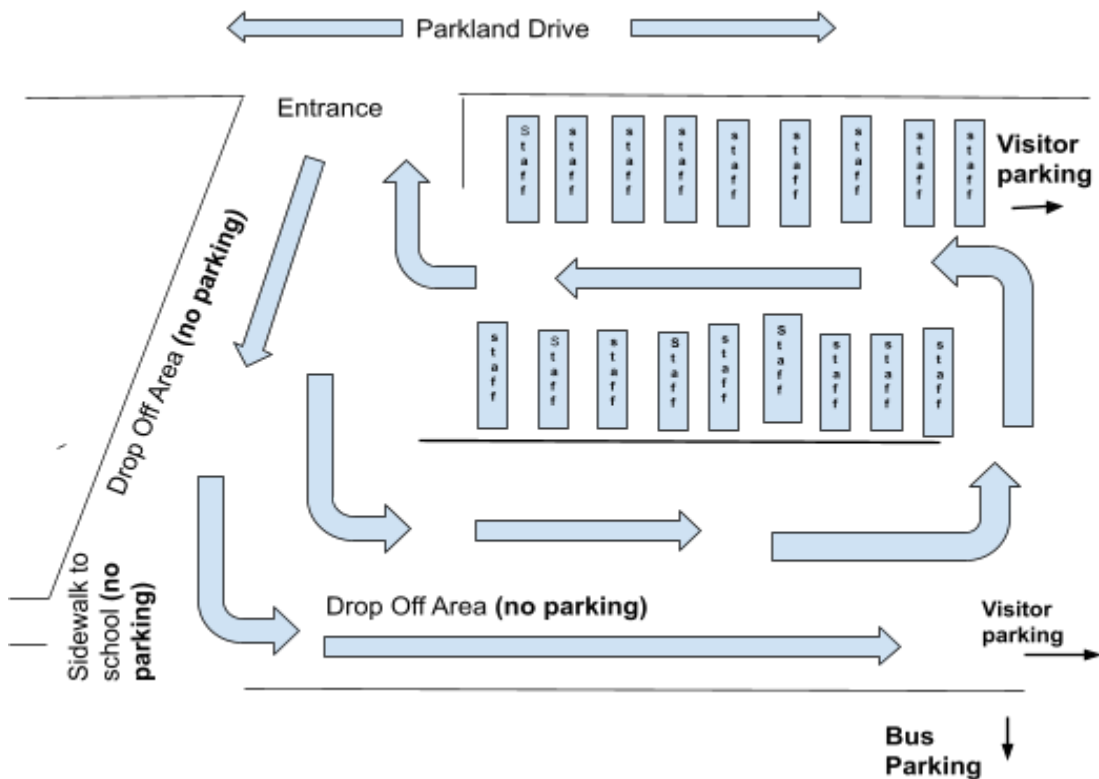 Parkland Drive
Entrance
Staff
staff
staff
staff
staff
staff
staff
staff
staff
Visitor
parking
Drop Off Area (no parking)
staff
Staff
staff
Staff
staff
Staff
staff
staff
staff
Sidewalk to
school (no
parking)
Drop Off Area (no parking)
Visitor
parking
Bus
Parking